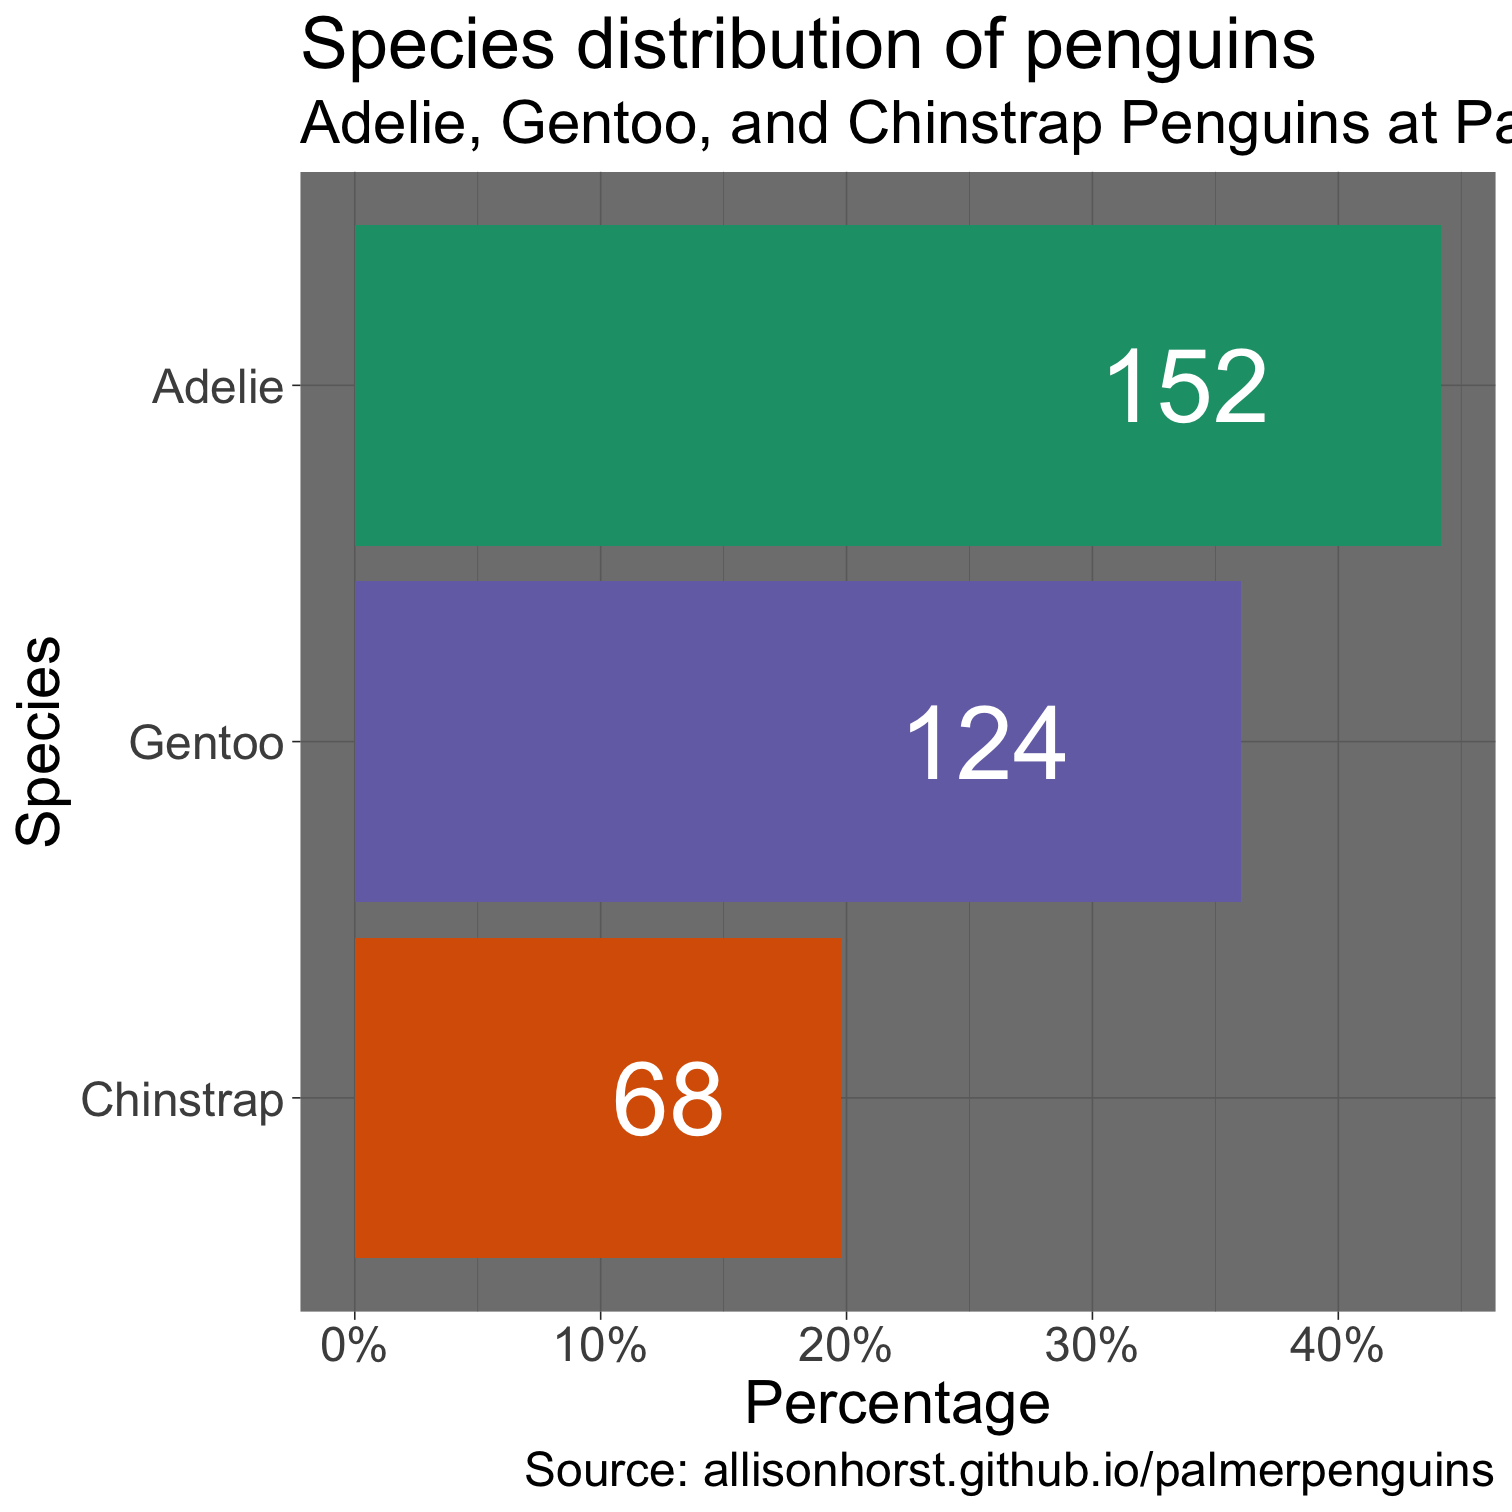 Species distribution of penguins
Adelie, Gentoo, and Chinstrap Penguins at Pa
Species
Adelie
152
Gentoo
124
Chinstrap
68
0% 10% 20% 30% 40%
Percentage
Source: allisonhorst.github.io/palmerpenguins